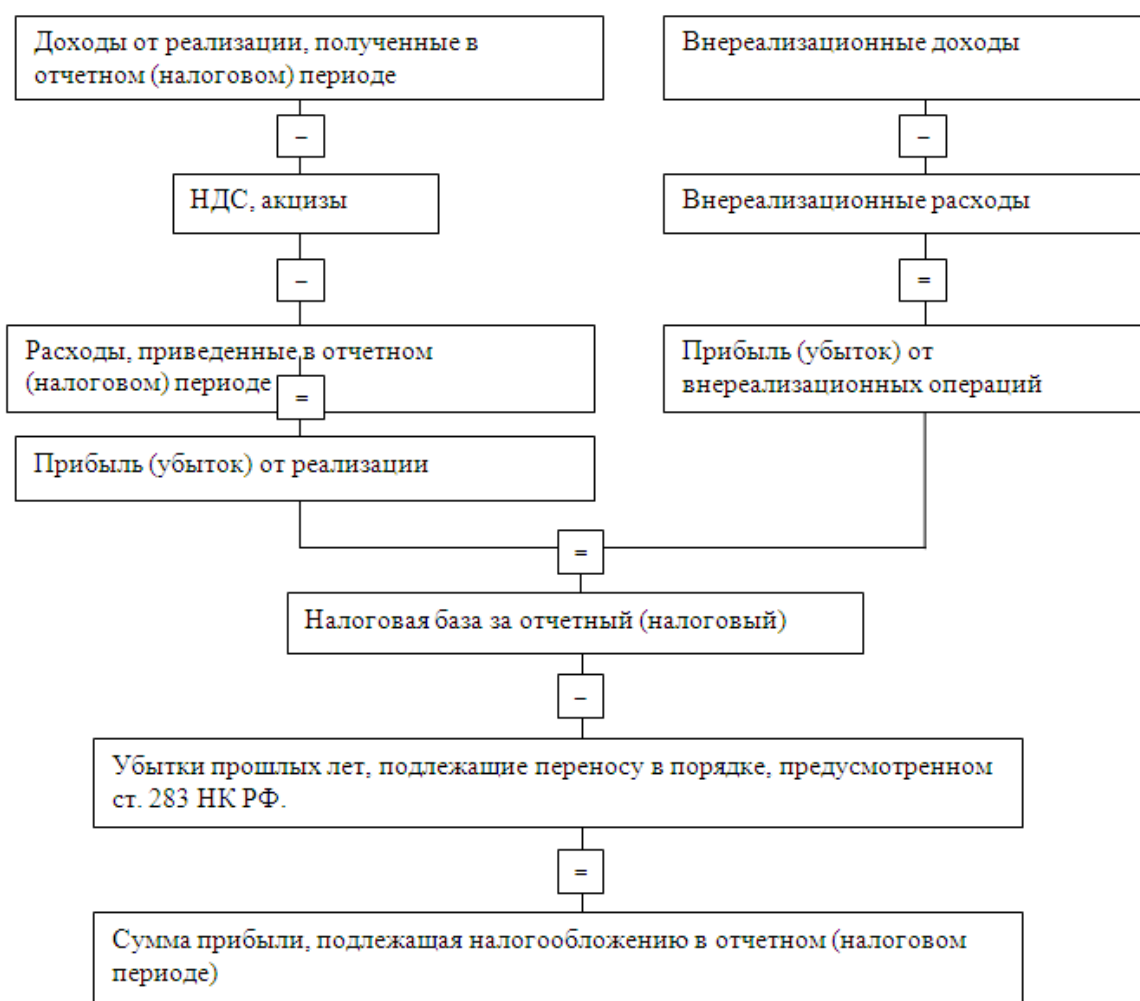 Доходы от реализации, полученные в
отчетном (налоговом) периоде
–
НДС, акцизы
–
Расходы, приведенные в отчетном
(налоговом) периоде
=
Прибыль (убыток) от реализации
Внереализационные доходы
–
Внереализационные расходы
=
Прибыль (убыток) от
внереализационных операций
=
Налоговая база за отчетный (налоговый)
–
Убытки прошлых лет, подлежащие переносу в порядке, предусмотренном
ст. 283 НК РФ.
=
Сумма прибыли, подлежащая налогообложению в отчетном (налоговом
периоде)